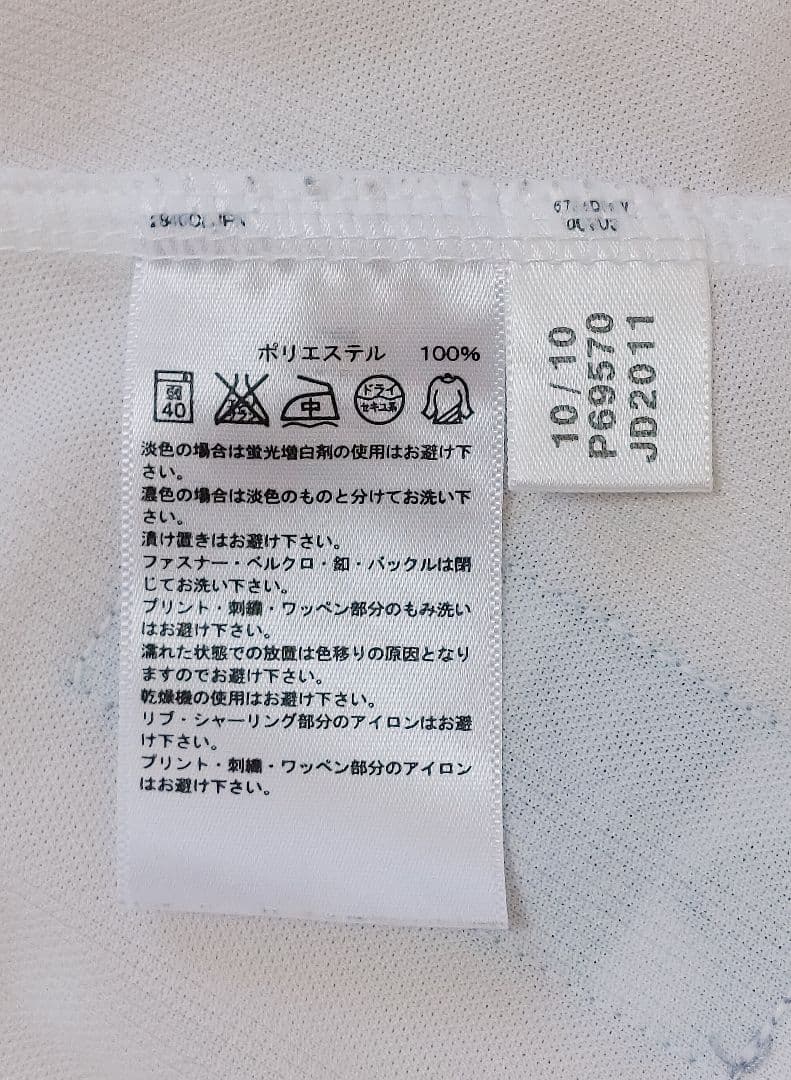 ポリエステル 100%
弱
40
エンソ
サラシ
中
ドライ
セキユ系
淡色の場合は蛍光増白剤の使用はお避け下
さい。
濃色の場合は淡色のものと分けてお洗い下
さい。
漬け置きはお避け下さい。
ファスナー・ベルクロ・釦・バックルは閉
じてお洗い下さい。
プリント・刺繍・ワッペン部分のもみ洗い
はお避け下さい。
濡れた状態での放置は色移りの原因となり
ますのでお避け下さい。
乾燥機の使用はお避け下さい。
リブ・シャーリング部分のアイロンはお避
け下さい。
プリント・刺繍・ワッペン部分のアイロン
はお避け下さい。
10/10
P69570
JD2011